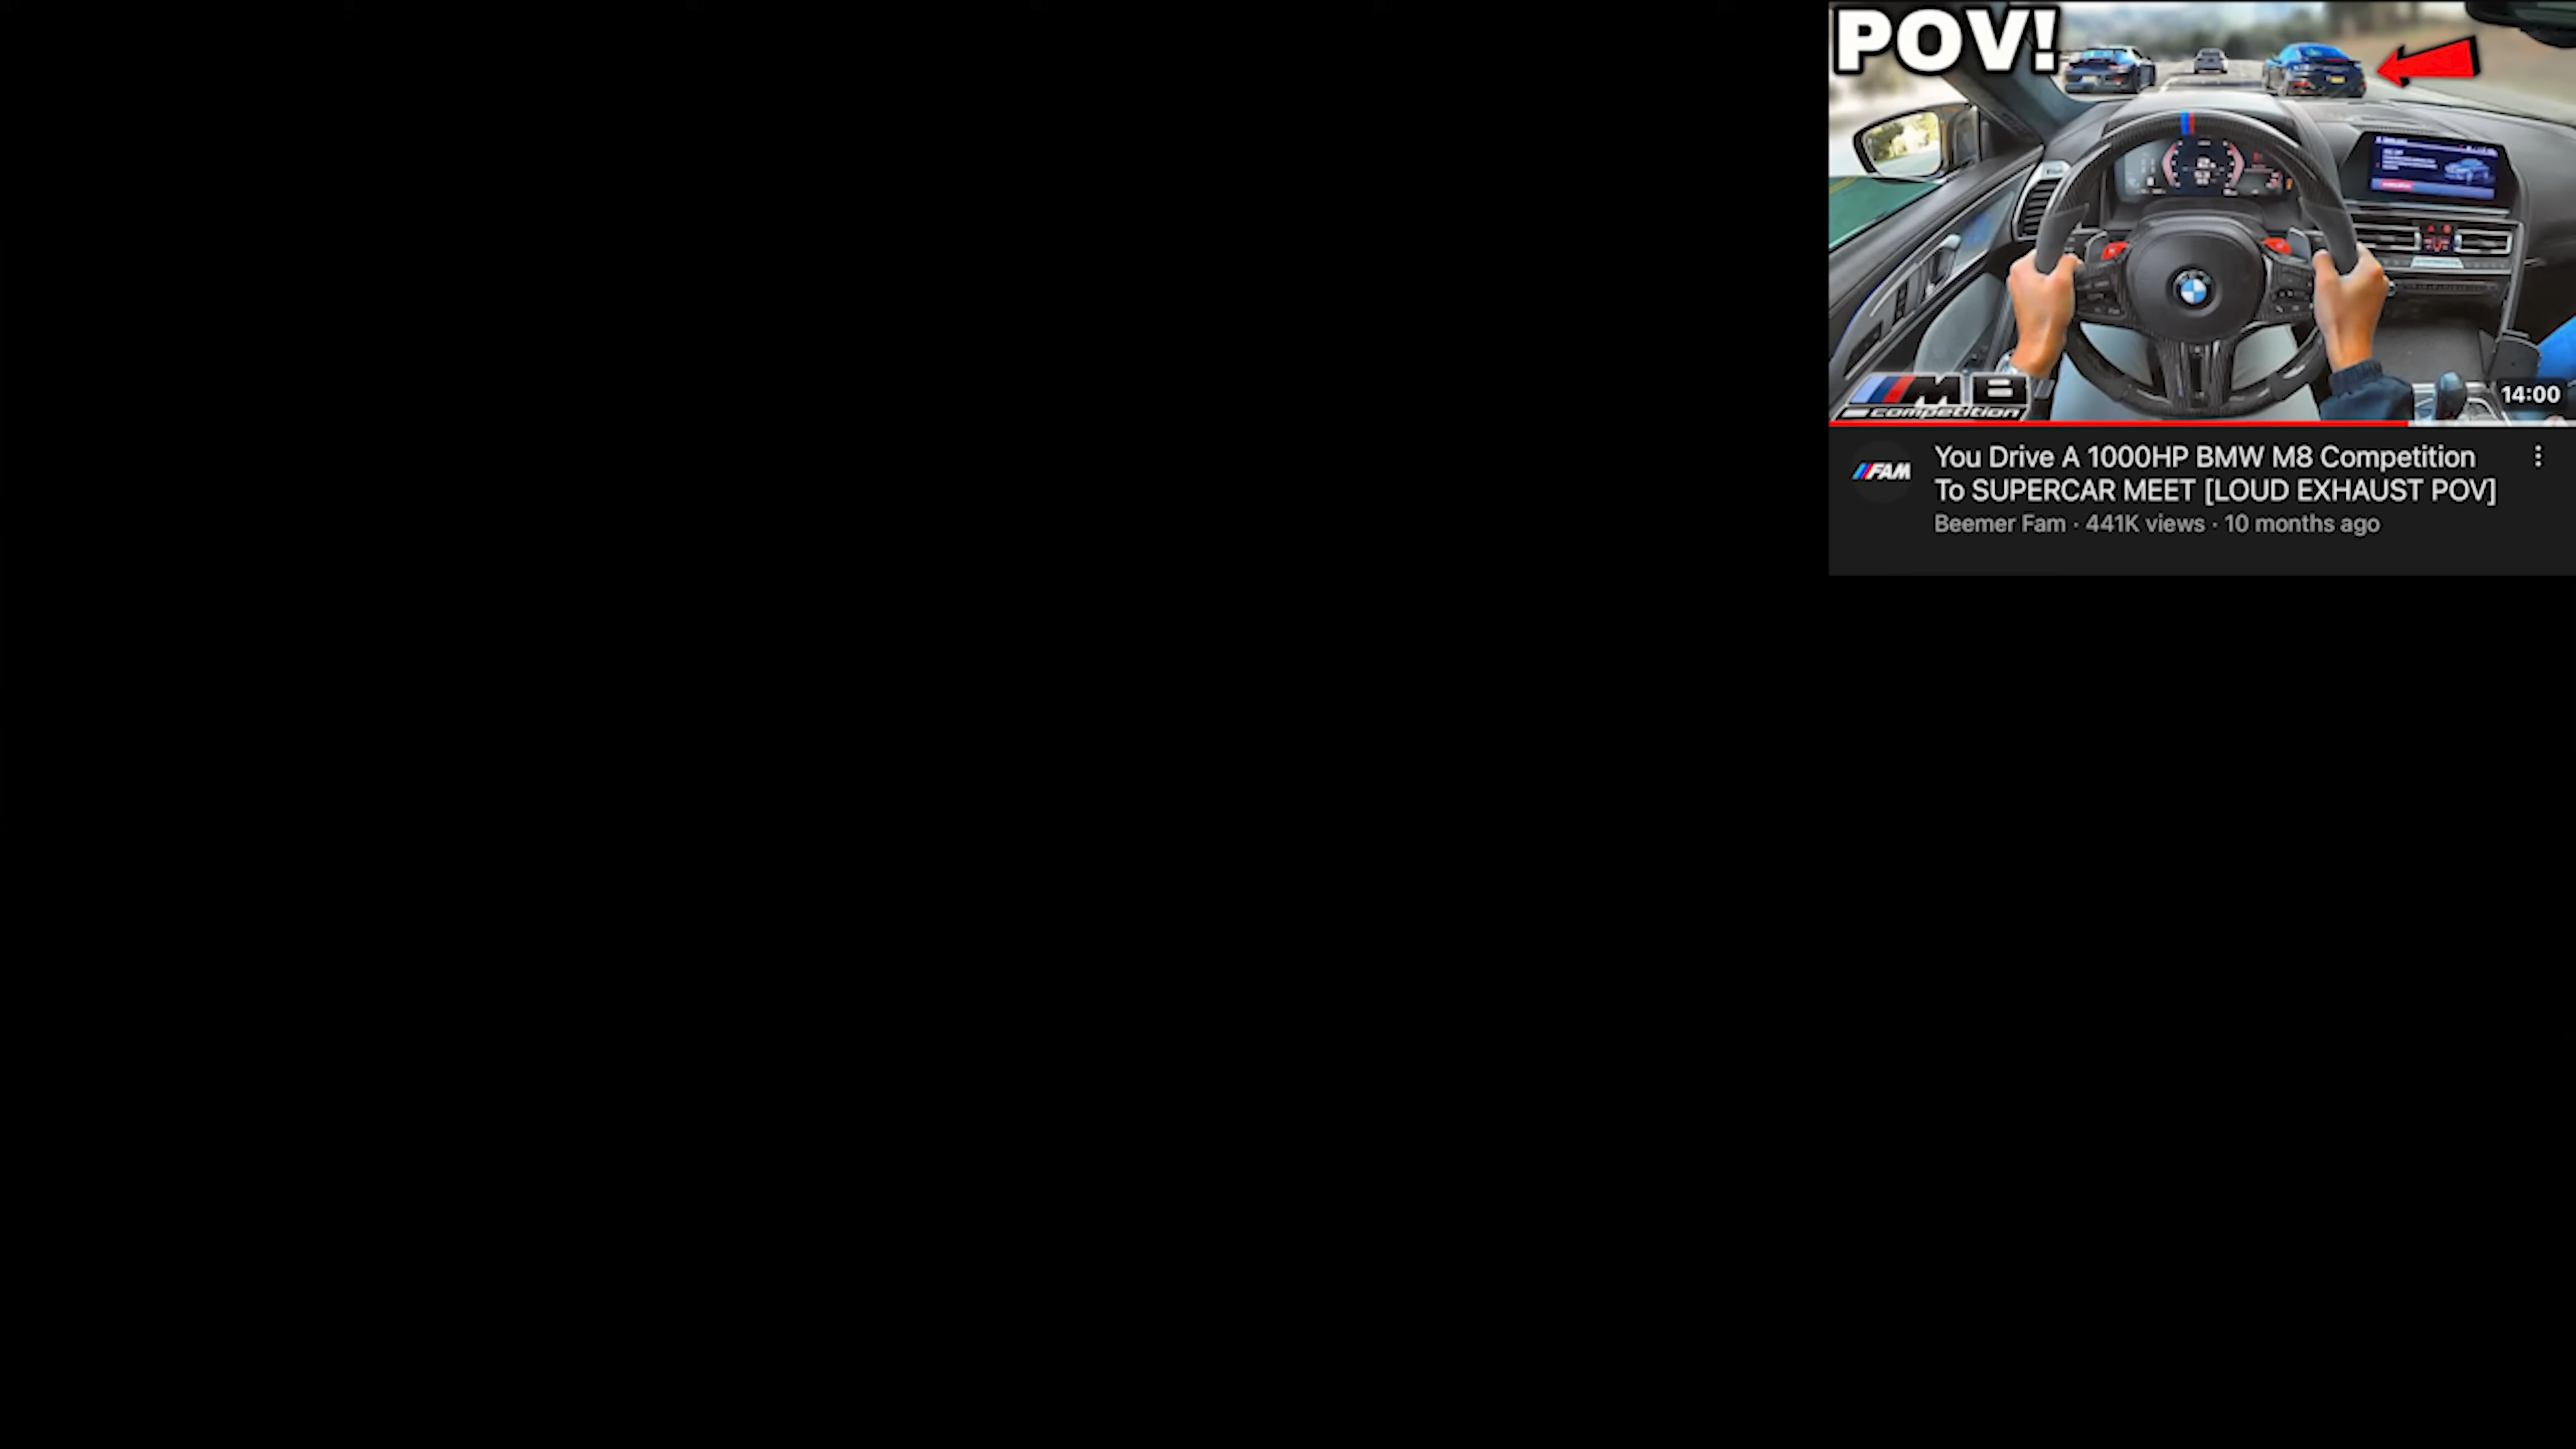 POV!
M8
competition
14:00
//FAM
You Drive A 1000HP BMW M8 Competition
To SUPERCAR MEET [LOUD EXHAUST POV]
Beemer Fam · 441K views · 10 months ago